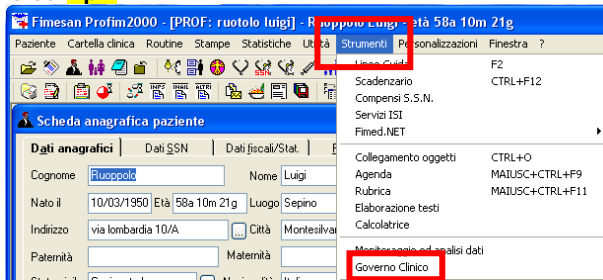 Fimesan Profim2000 - [PROF: ruotolo luigi] - Ruoppolo Luigi - età 58a 10m 21g
Paziente Cartella clinica Routine Stampe Statistiche Utilità Strumenti Personalizzazioni Finestra ?
Linee Guida F2
Scadenzario CTRL+F12
Compensi S.S.N.
Servizi ISI
Fimed.NET
Collegamento oggetti CTRL+O
Agenda MAIUSC+CTRL+F9
Rubrica MAIUSC+CTRL+F11
Elaborazione testi
Calcolatrice
Monitoraggio ed analisi dati
Governo Clinico
Scheda anagrafica paziente
Dati anagrafici Dati SSN Dati fiscali/Stat.
Cognome Ruoppolo Nome Luigi
Nato il 10/03/1950 Età 58a 10m 21g Luogo Sepino
Indirizzo via lombardia 10/A ... Città Montesilvar
Paternità Maternità